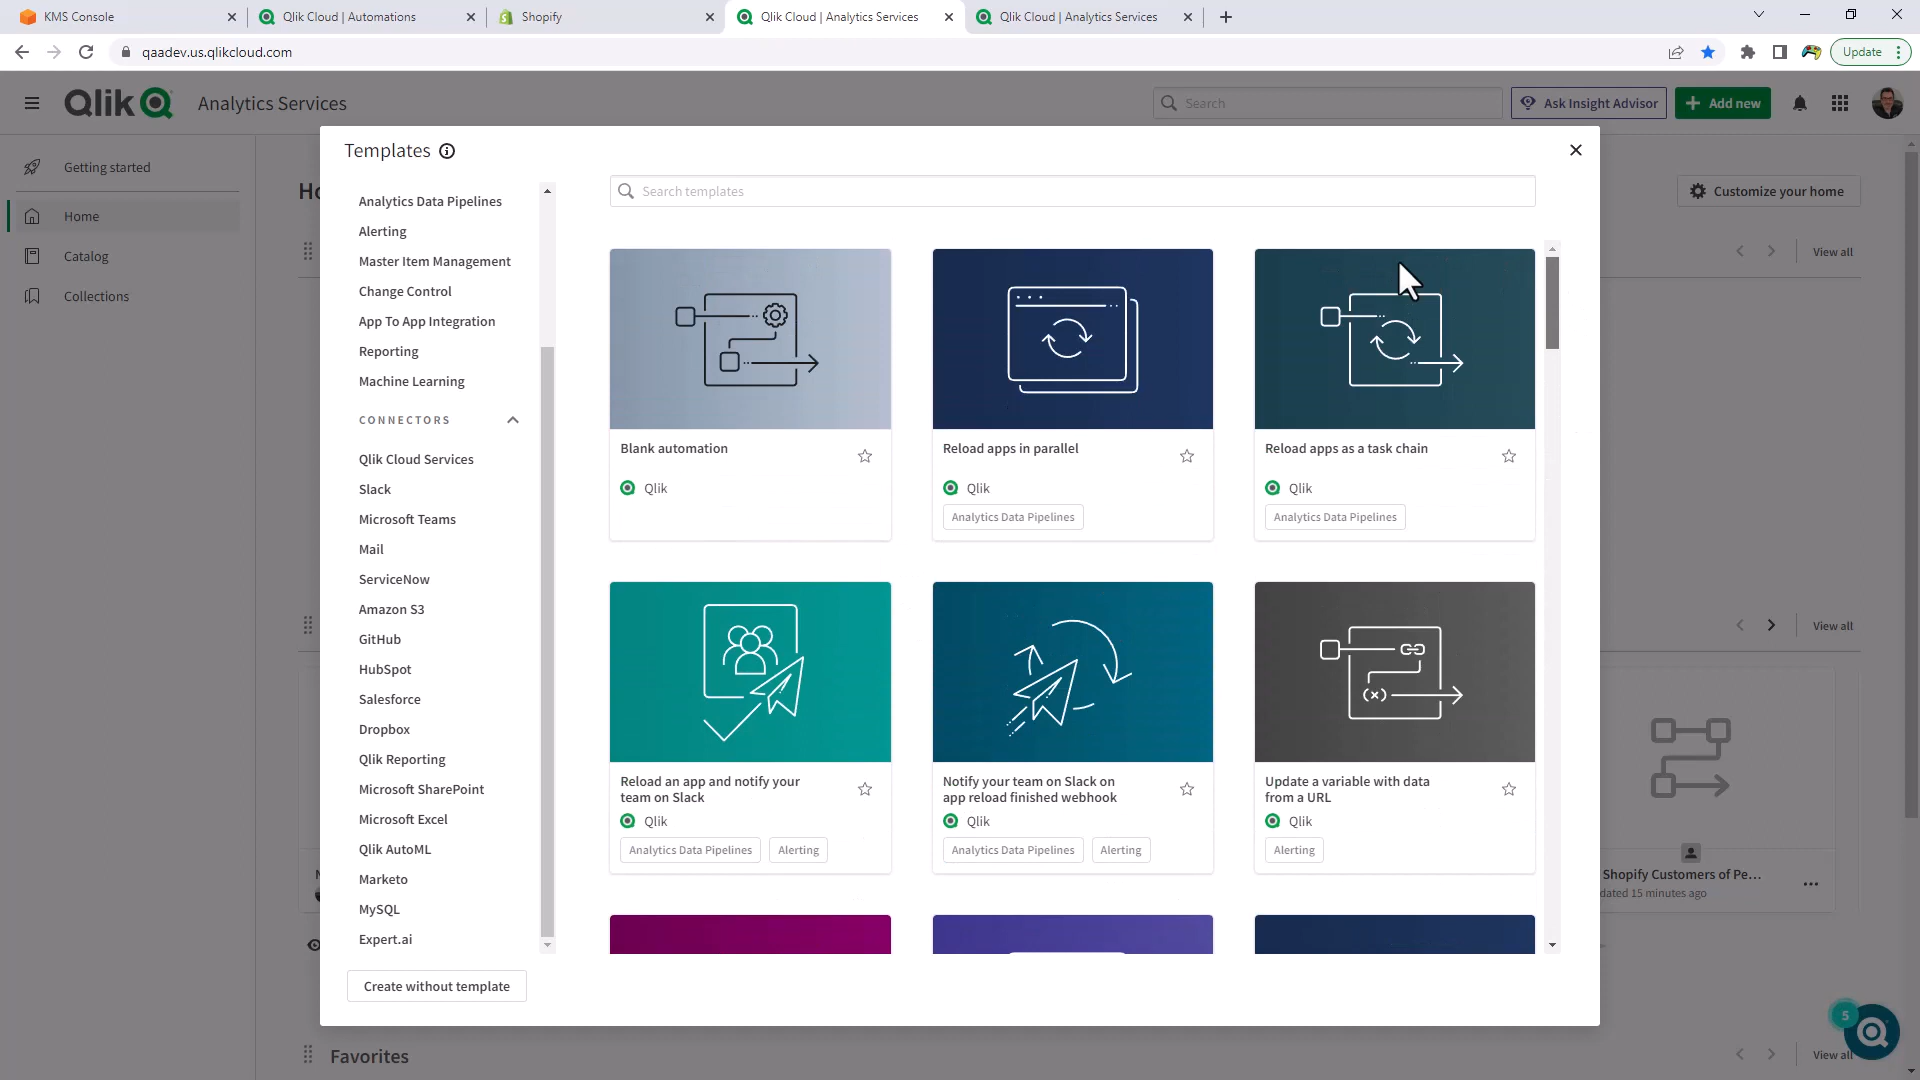 KMS Console
Qlik Cloud | Automations
Shopify
Qlik Cloud | Analytics Services
Qlik Cloud | Analytics Services
qaadev.us.qlikcloud.com
Update
Qlik
Analytics Services
Search
Ask Insight Advisor
Add new
Getting started
Home
Catalog
Collections
Ho
Customize your home
View all
View all
Templates
Search templates
Analytics Data Pipelines
Alerting
Master Item Management
Change Control
App To App Integration
Reporting
Machine Learning
CONNECTORS
Qlik Cloud Services
Slack
Microsoft Teams
Mail
ServiceNow
Amazon S3
GitHub
HubSpot
Salesforce
Dropbox
Qlik Reporting
Microsoft SharePoint
Microsoft Excel
Qlik AutoML
Marketo
MySQL
Expert.ai
Create without template
Blank automation
Qlik
Reload apps in parallel
Qlik
Analytics Data Pipelines
Reload apps as a task chain
Qlik
Analytics Data Pipelines
Reload an app and notify your
team on Slack
Qlik
Analytics Data Pipelines
Alerting
Notify your team on Slack on
app reload finished webhook
Qlik
Analytics Data Pipelines
Alerting
(x)
Update a variable with data
from a URL
Qlik
Alerting
Shopify Customers of Pe...
dated 15 minutes ago
Favorites
View all
5